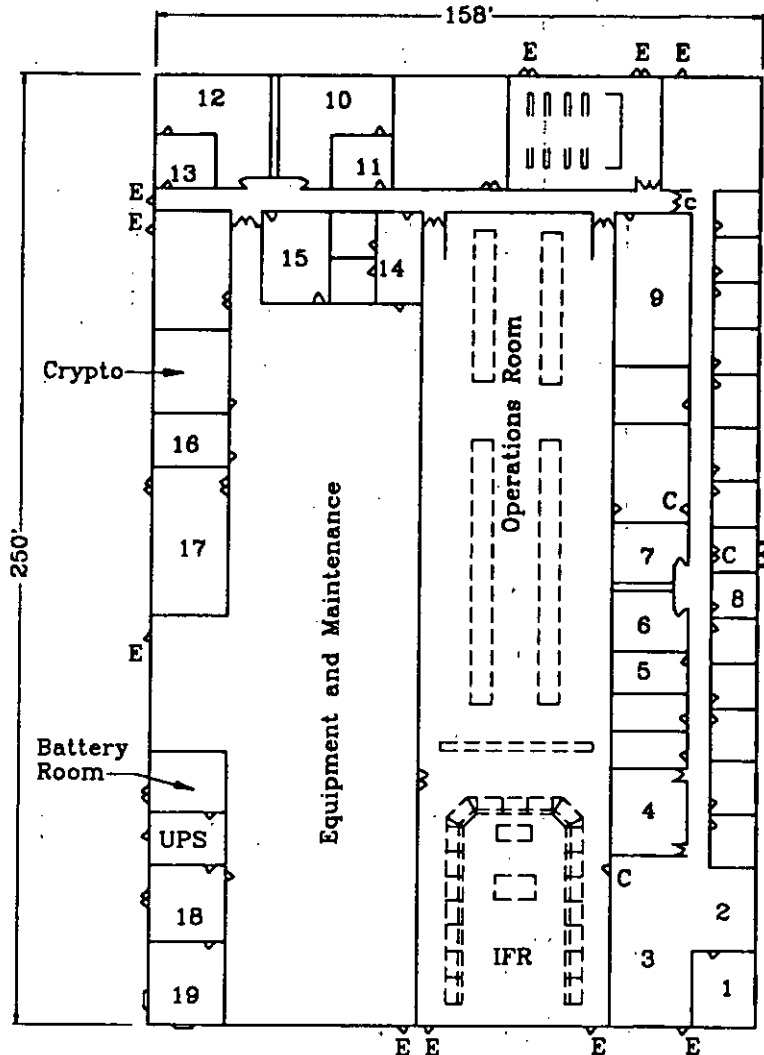 158'
E
E
E
12
10
13
11
E
E
C
15
14
9
Crypto
Operations Room
16
C
250'
17
7
C
8
Equipment and Maintenance
6
E
5
Battery
Room
4
UPS
C
18
2
IFR
3
19
1
E
E
E
E